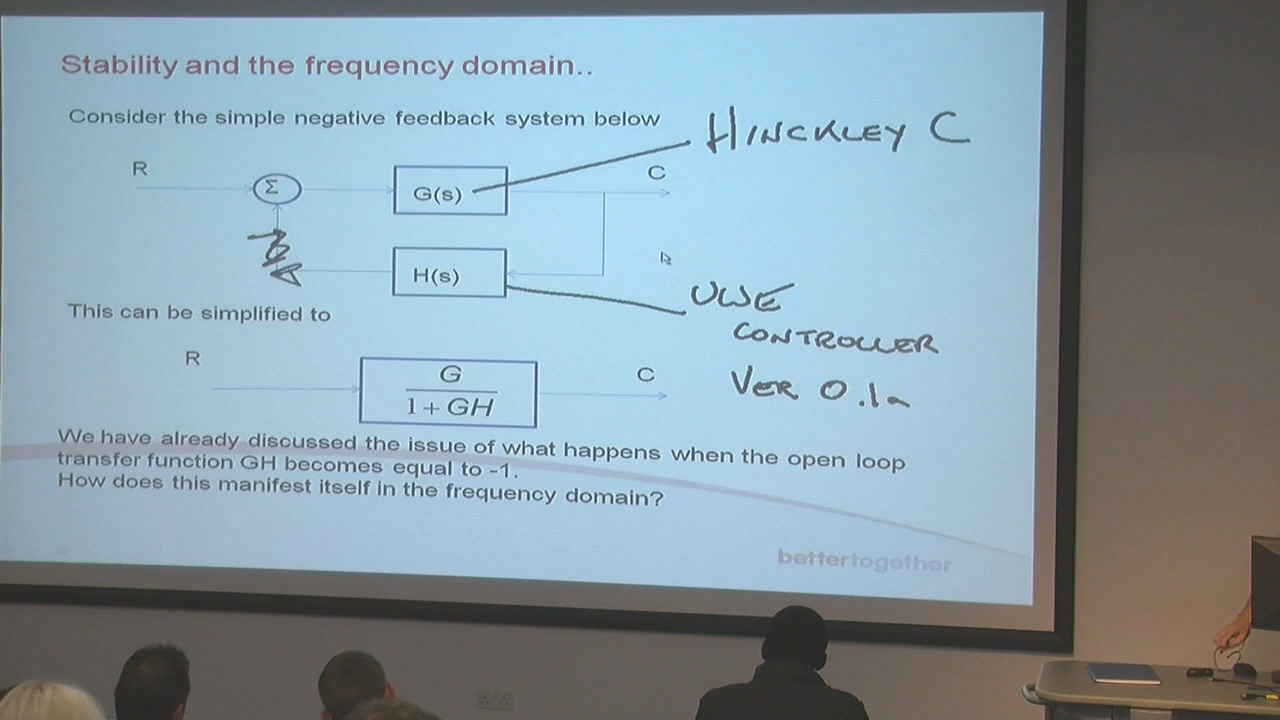 Stability and the frequency domain..
Consider the simple negative feedback system below
HINCKLEY C
R
C
Σ
G(s)
H(s)
UWE
CONTROLLER
VER 0.1a
This can be simplified to
R
C
G
1 + GH
We have already discussed the issue of what happens when the open loop
transfer function GH becomes equal to -1.
How does this manifest itself in the frequency domain?
bettertogether